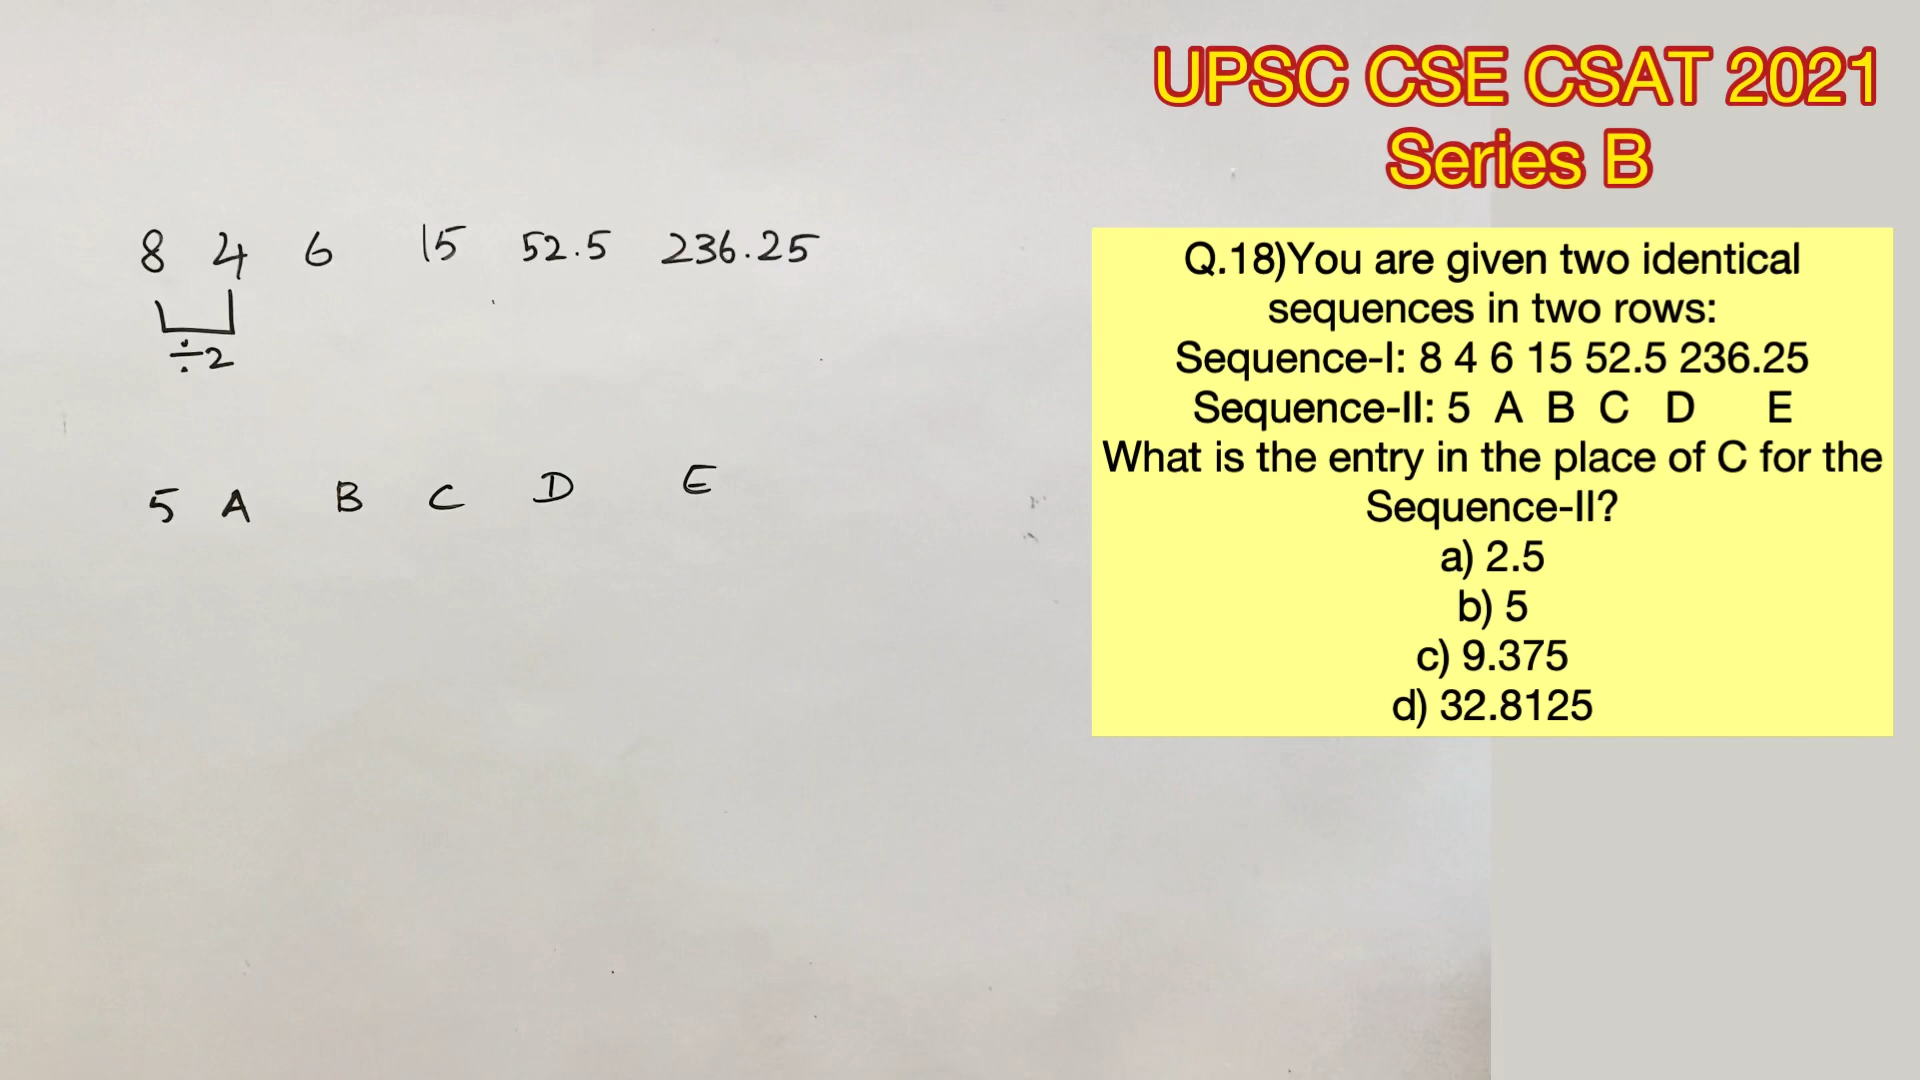 UPSC CSE CSAT 2021
Series B
8 4 6 15 52.5 236.25
÷2
5 A B C D E
Q.18)You are given two identical
sequences in two rows:
Sequence-I: 8 4 6 15 52.5 236.25
Sequence-II: 5 A B C D E
What is the entry in the place of C for the
Sequence-II?
a) 2.5
b) 5
c) 9.375
d) 32.8125